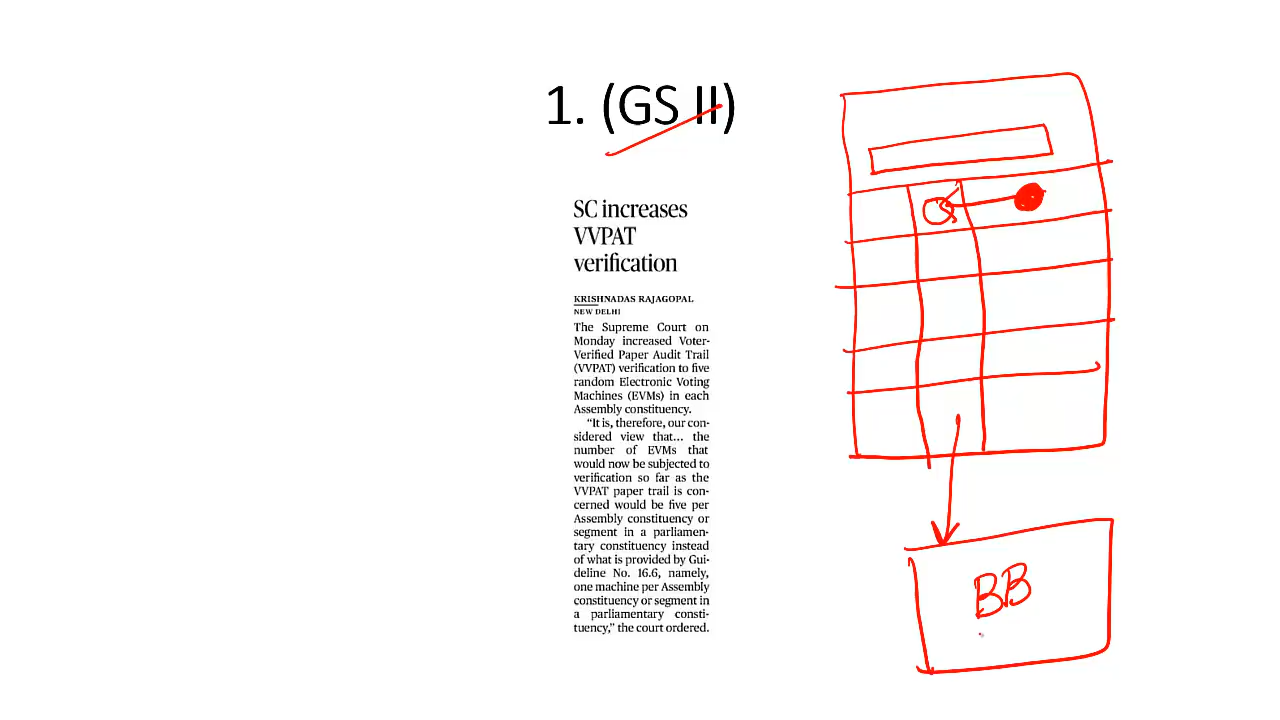 1. (GS II)
SC increases
VVPAT
verification
KRISHNADAS RAJAGOPAL
NEW DELHI
The Supreme Court on
Monday increased Voter-
Verified Paper Audit Trail
(VVPAT) verification to five
random Electronic Voting
Machines (EVMs) in each
Assembly constituency.
“It is, therefore, our con-
sidered view that... the
number of EVMs that
would now be subjected to
verification so far as the
VVPAT paper trail is con-
cerned would be five per
Assembly constituency or
segment in a parliamen-
tary constituency instead
of what is provided by Gui-
deline No. 16.6, namely,
one machine per Assembly
constituency or segment in
a parliamentary consti-
tuency,” the court ordered.
BB